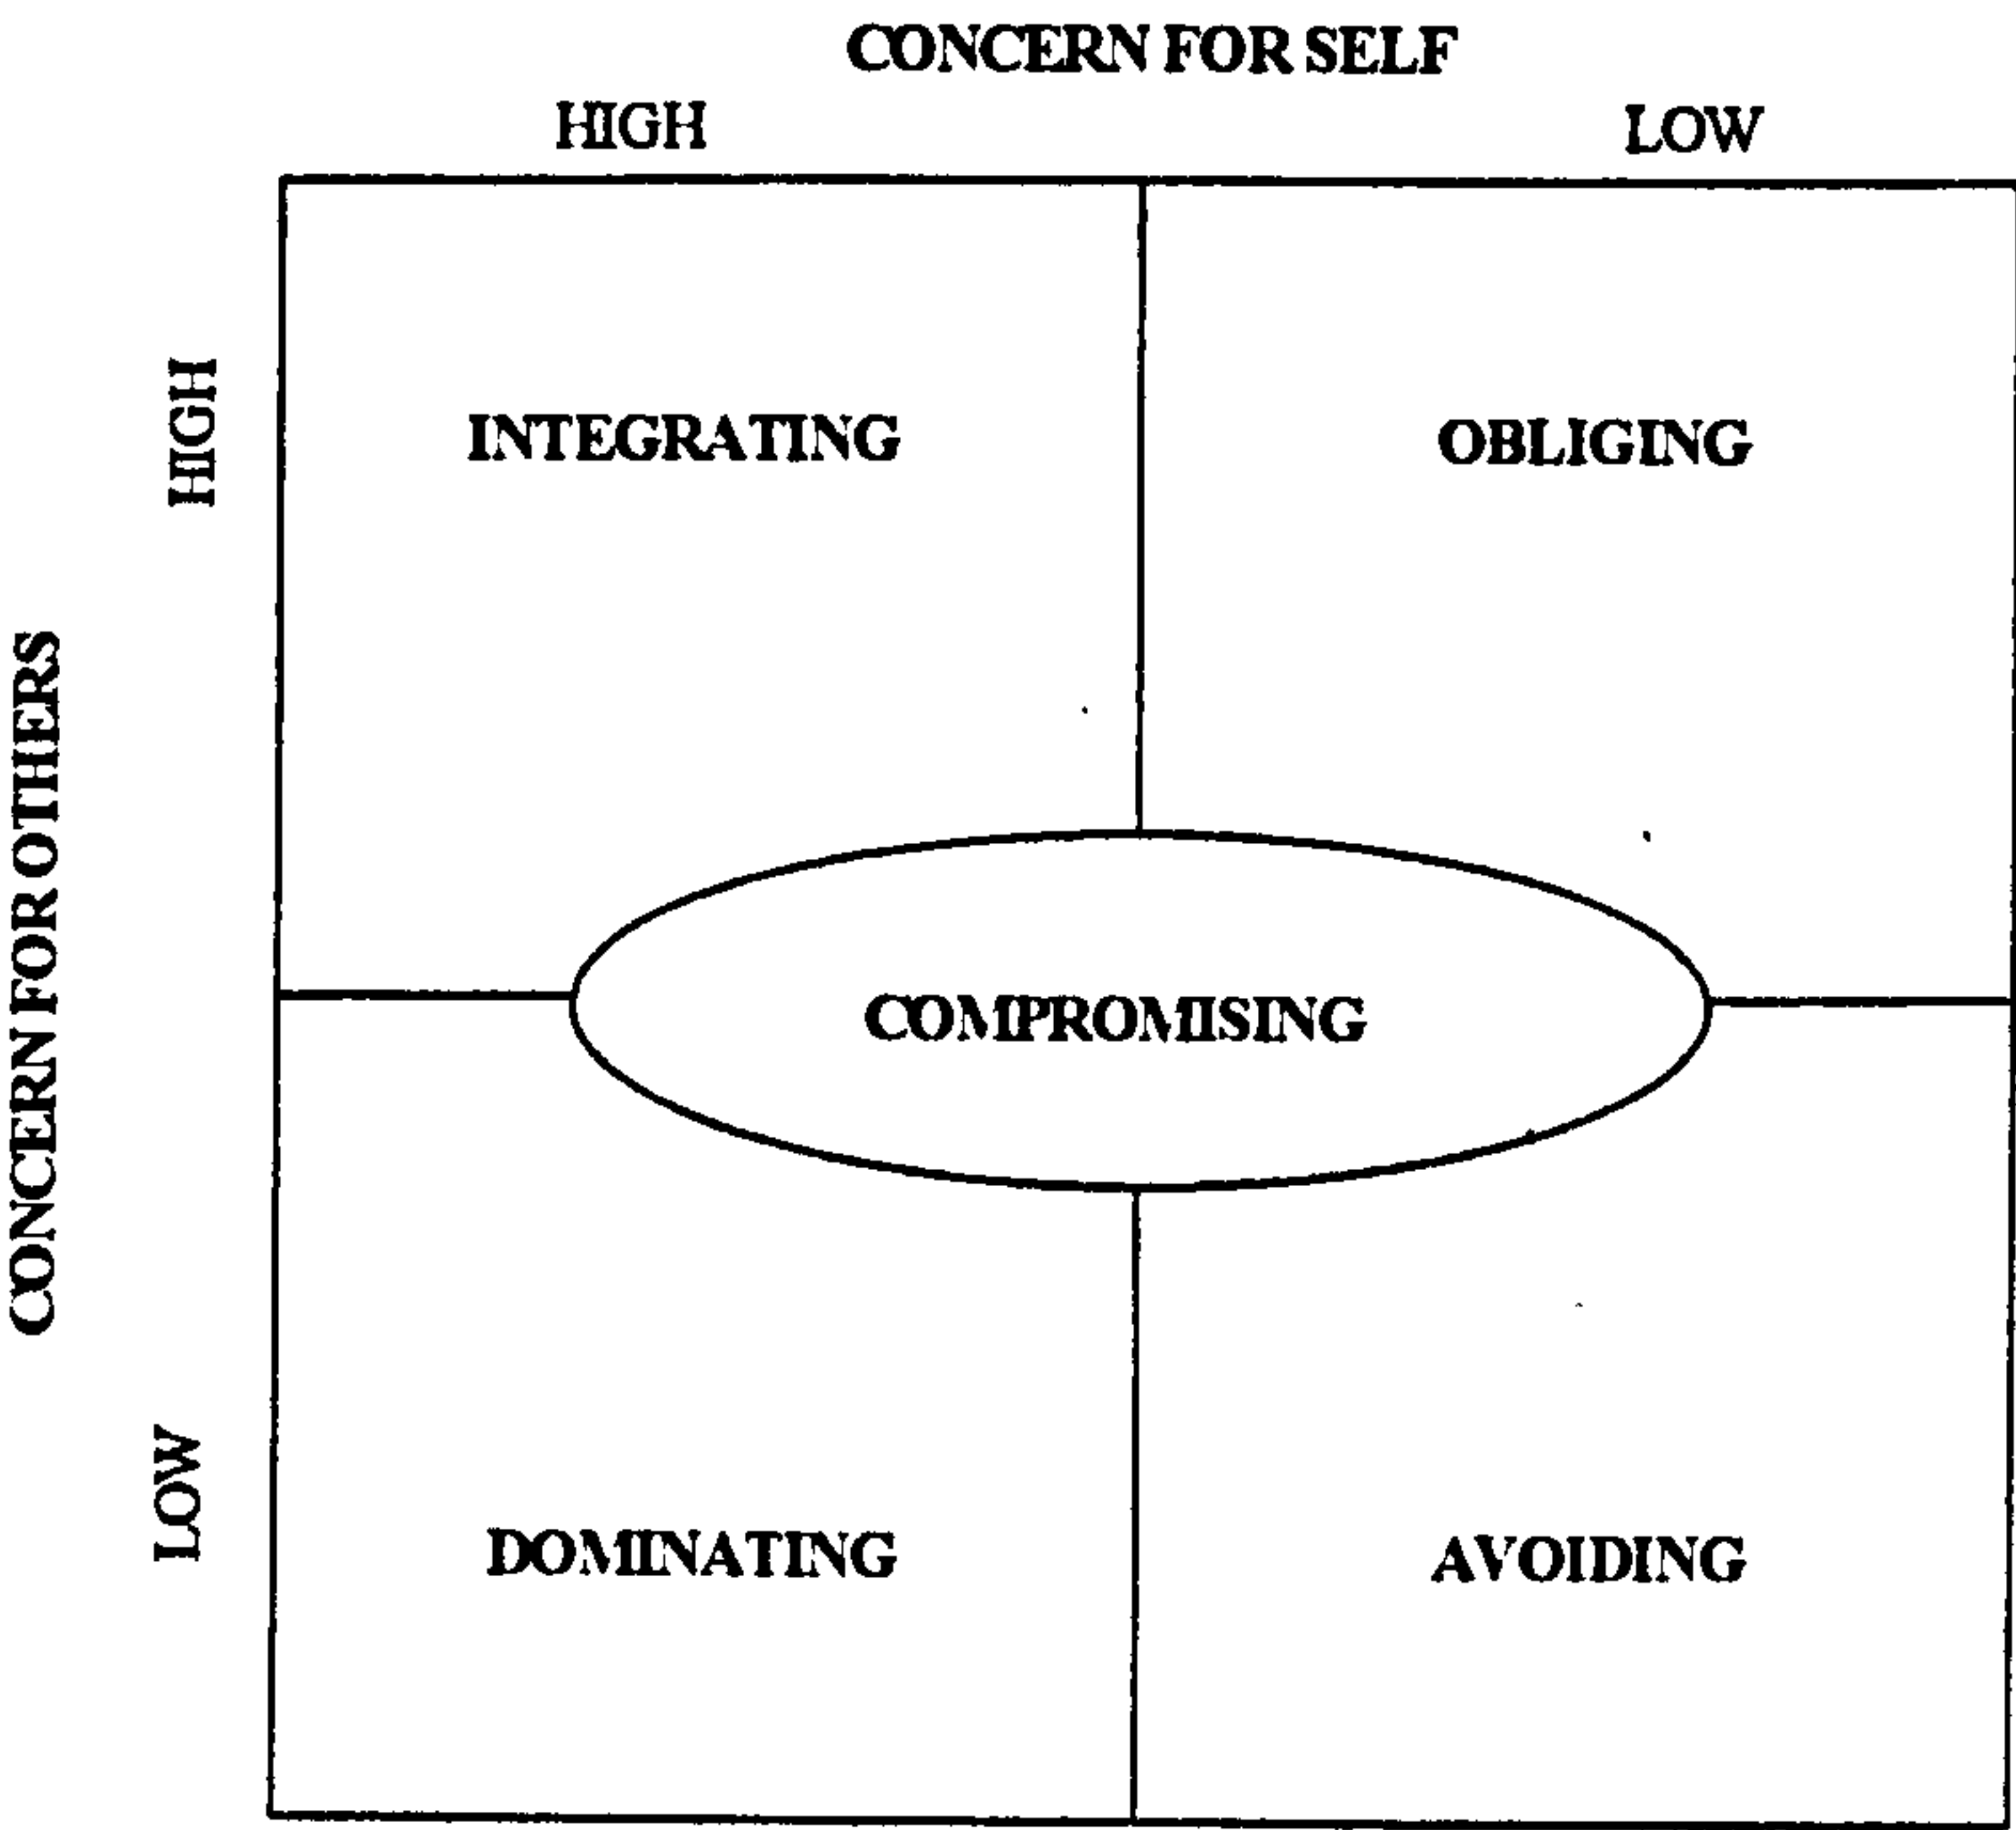 CONCERN FOR SELF
HIGH
LOW
CONCERN FOR OTHERS
HIGH
INTEGRATING
OBLIGING
COMPROMISING
LOW
DOMINATING
AVOIDING